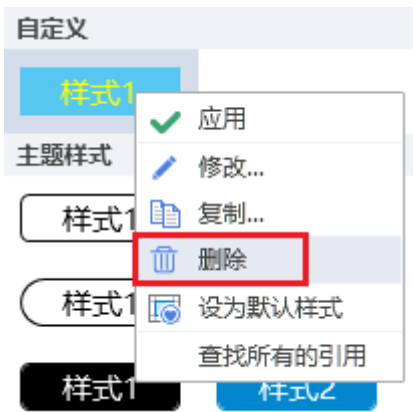 自定义
样式1
应用
主题样式
修改...
样式1
复制...
删除
样式1
设为默认样式
查找所有的引用
样式1
样式2